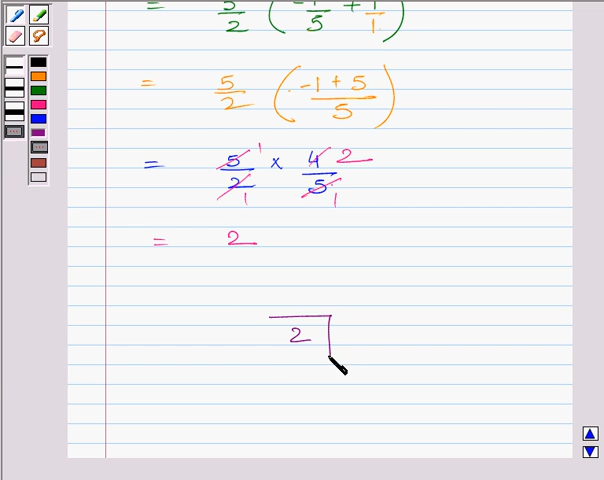 = 5/2 ( -1/5 + 1/1 )
= 5/2 ( -1 + 5 / 5 )
= 5/2 1 1 × 4/5 2 1
= 2
2